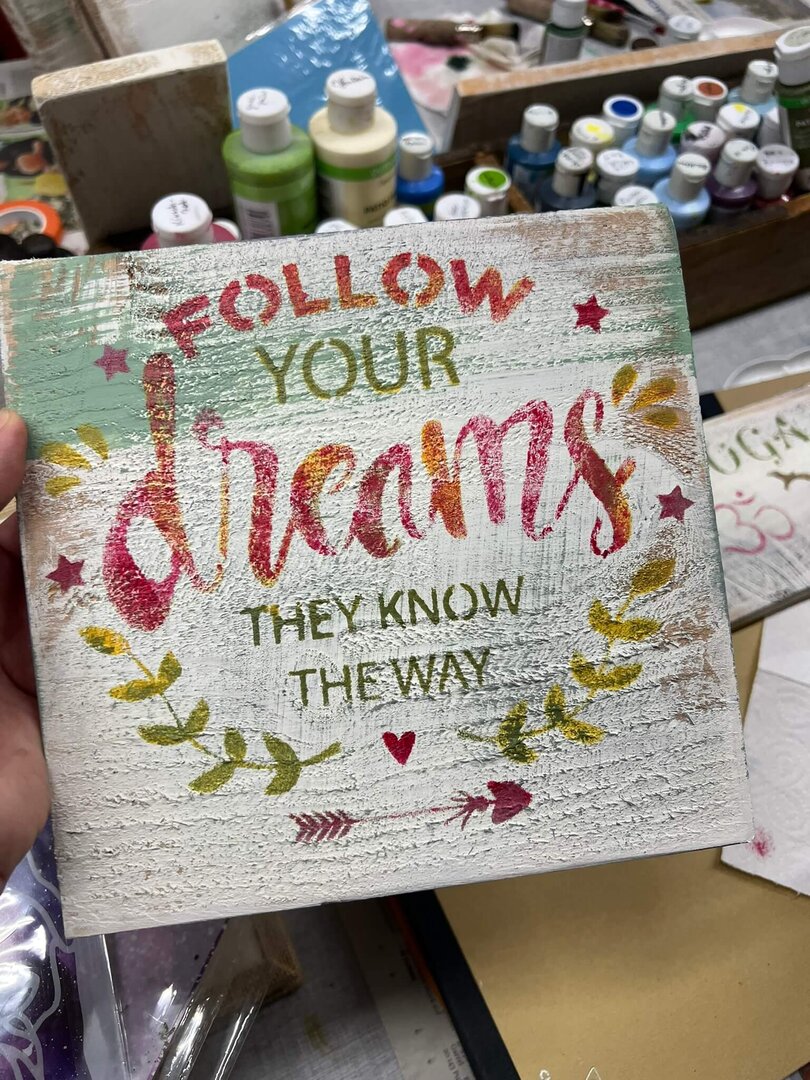 FOLLOW
YOUR
dreams
THEY KNOW
THE WAY